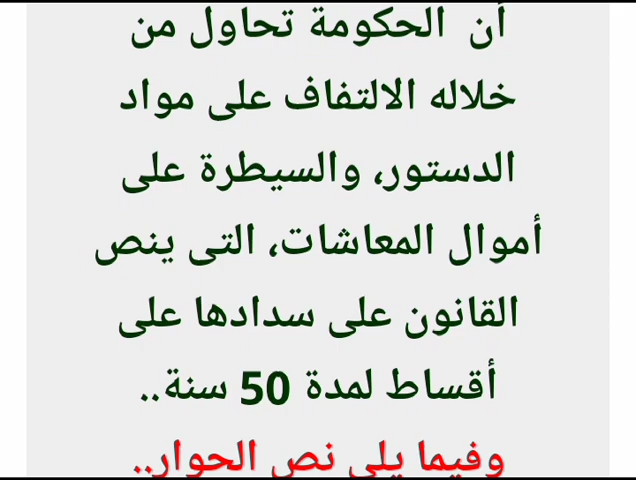 أن الحكومة تحاول من
خلاله الالتفاف على مواد
الدستور، والسيطرة على
أموال المعاشات، التى ينص
القانون على سدادها على
أقساط لمدة 50 سنة..
وفيما يلى نص الحوار..